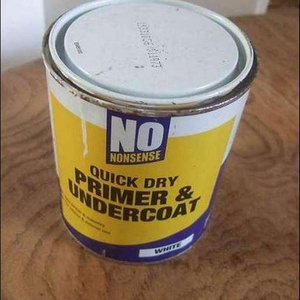 NO
NONSENSE
QUICK DRY
PRIMER &
UNDERCOAT
WHITE